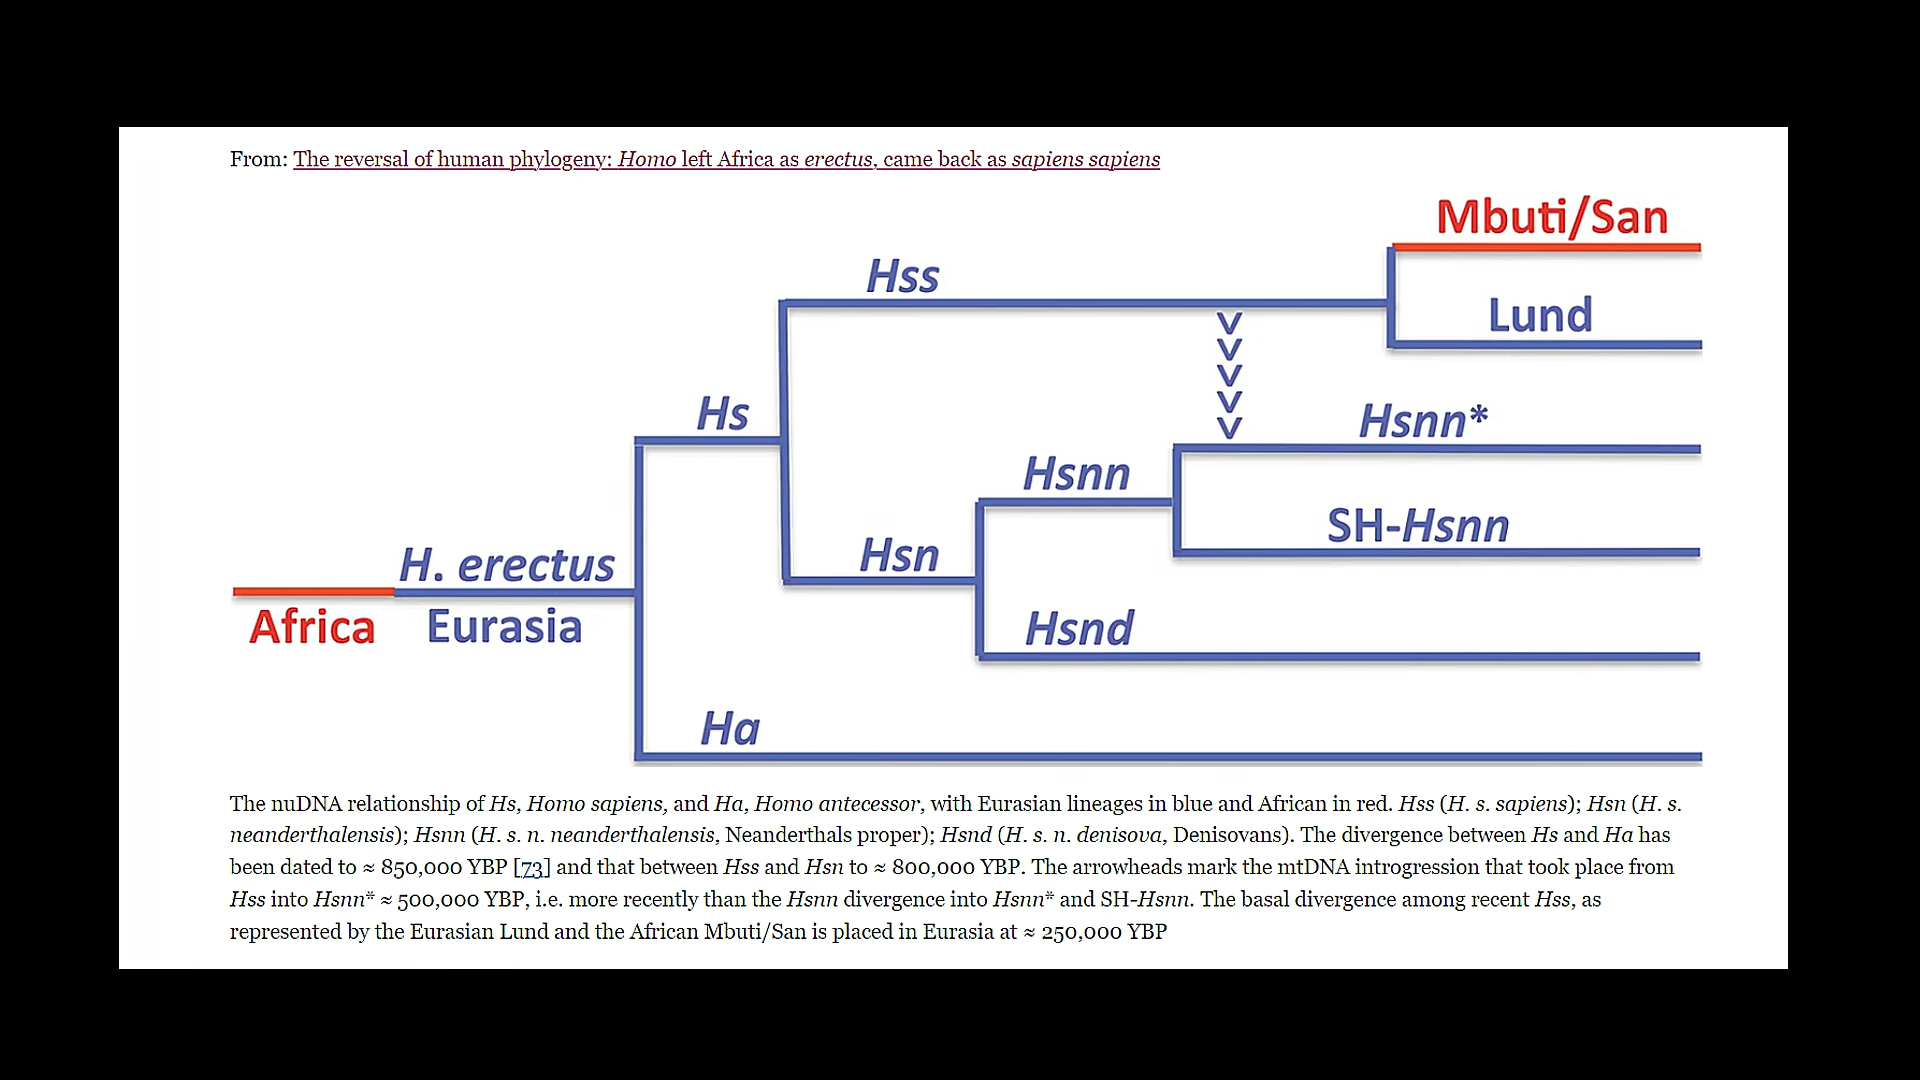 From: The reversal of human phylogeny: Homo left Africa as erectus, came back as sapiens sapiens
Mbuti/San
Hss
Lund
Hs
Hsnn*
Hsnn
SH-Hsnn
Hsn
H. erectus
Africa
Eurasia
Hsnd
Ha
The nuDNA relationship of Hs, Homo sapiens, and Ha, Homo antecessor, with Eurasian lineages in blue and African in red. Hss (H. s. sapiens); Hsn (H. s.
neanderthalensis); Hsnn (H. s. n. neanderthalensis, Neanderthals proper); Hsnd (H. s. n. denisova, Denisovans). The divergence between Hs and Ha has
been dated to ≈ 850,000 YBP [73] and that between Hss and Hsn to ≈ 800,000 YBP. The arrowheads mark the mtDNA introgression that took place from
Hss into Hsnn* ≈ 500,000 YBP, i.e. more recently than the Hsnn divergence into Hsnn* and SH-Hsnn. The basal divergence among recent Hss, as
represented by the Eurasian Lund and the African Mbuti/San is placed in Eurasia at ≈ 250,000 YBP